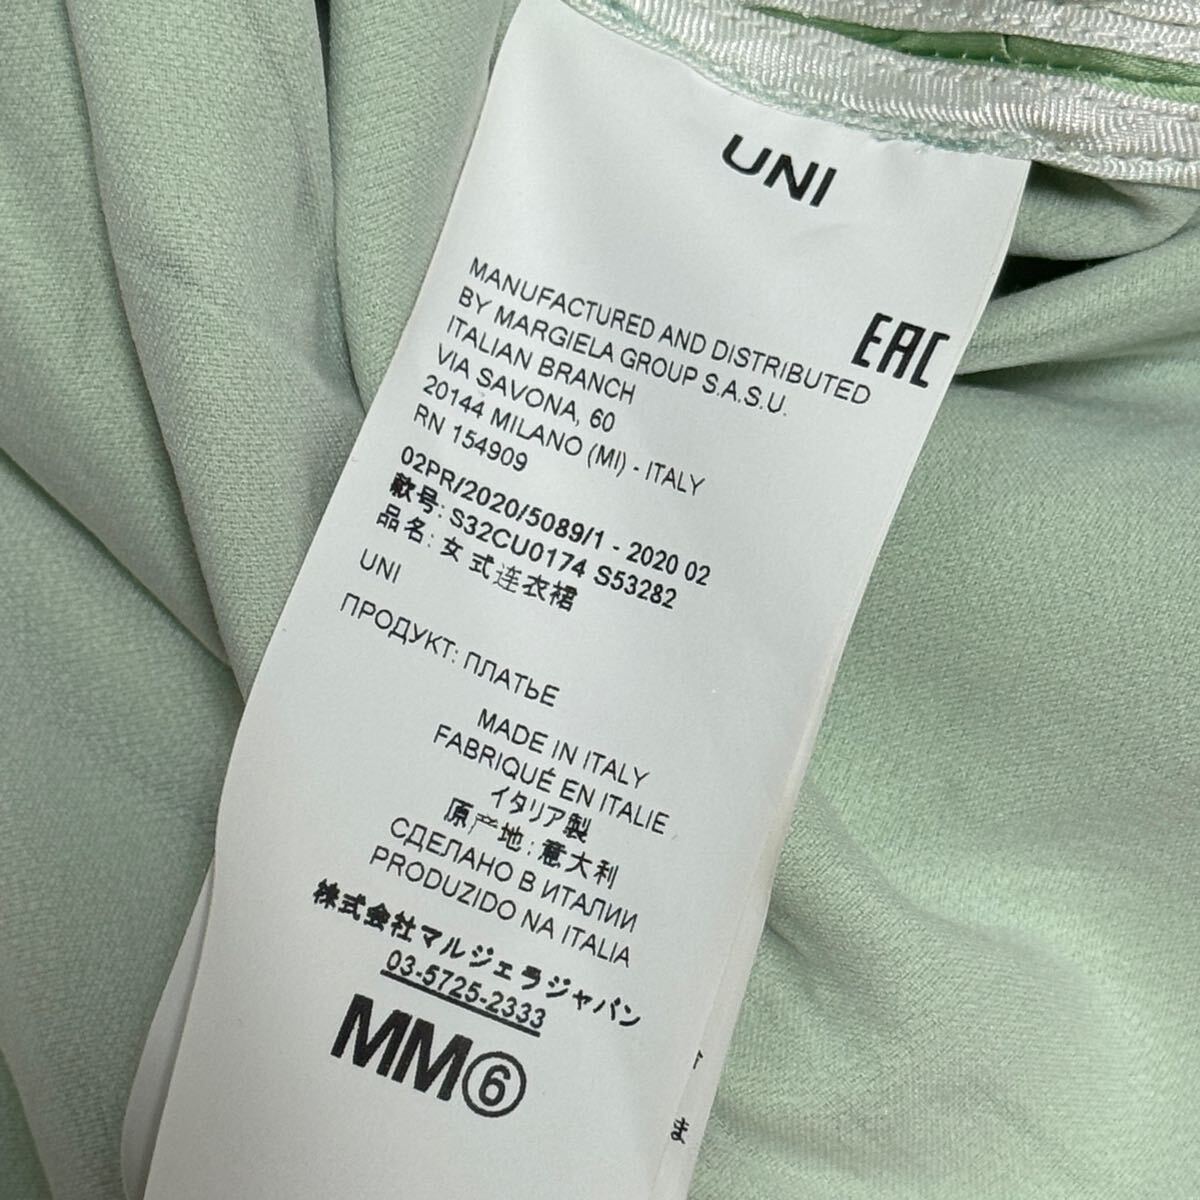 UNI
MANUFACTURED AND DISTRIBUTED
BY MARGIELA GROUP S.A.S.U.
ITALIAN BRANCH
VIA SAVONA, 60
20144 MILANO (MI) - ITALY
RN 154909
EAC
02PR/2020/5089/1 - 2020 02
款号: S32CU0174 S53282
品名: 女式连衣裙
UNI
ПРОДУКТ: ПЛАТЬЕ
MADE IN ITALY
FABRIQUÉ EN ITALIE
イタリア製
原产地: 意大利
СДЕЛАНО В ИТАЛИИ
PRODUZIDO NA ITALIA
株式会社マルジェラジャパン
03-5725-2333
MM⑥
ま